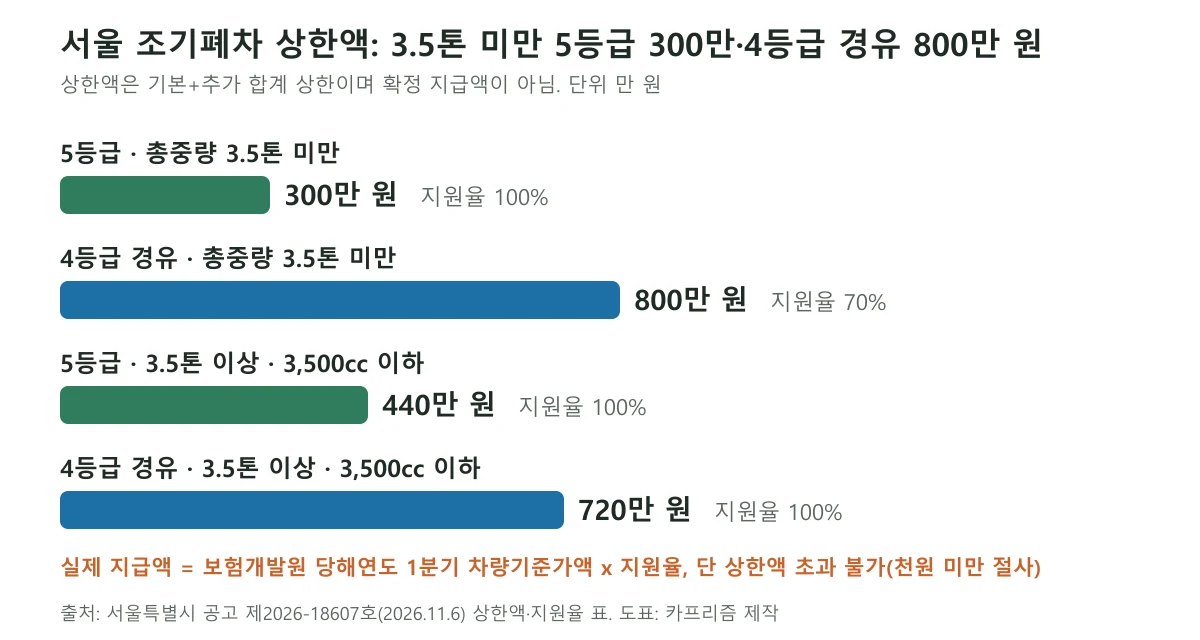 서울 조기폐차 상한액: 3.5톤 미만 5등급 300만·4등급 경유 800만 원
상한액은 기본+추가 합계 상한이며 확정 지급액이 아님. 단위 만 원
5등급 · 총중량 3.5톤 미만
300만 원 지원율 100%
4등급 경유 · 총중량 3.5톤 미만
800만 원 지원율 70%
5등급 · 3.5톤 이상 · 3,500cc 이하
440만 원 지원율 100%
4등급 경유 · 3.5톤 이상 · 3,500cc 이하
720만 원 지원율 100%
실제 지급액 = 보험개발원 당해연도 1분기 차량기준가액 x 지원율, 단 상한액 초과 불가(천원 미만 절사)
출처: 서울특별시 공고 제2026-18607호(2026.11.6) 상한액·지원율 표. 도표: 카프리즘 제작